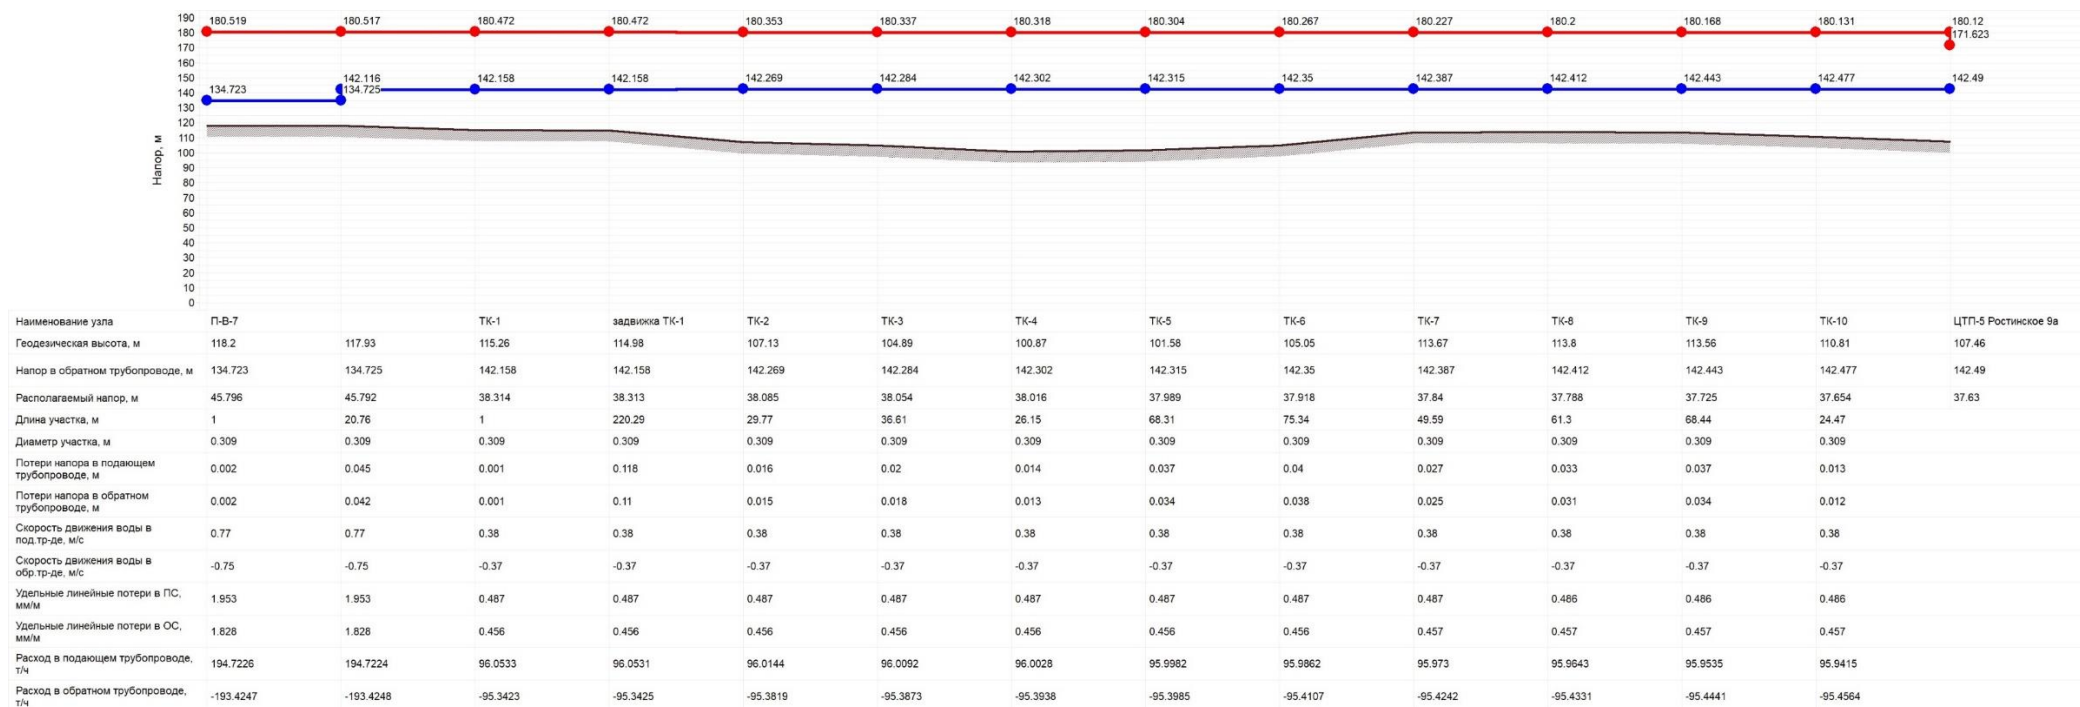 190 180.519 180.517 180.472 180.472 180.353 180.337 180.318 180.304 180.267 180.227 180.2 180.168 180.131 180.12
180 171.623
170
160
150 142.116 142.158 142.158 142.269 142.284 142.302 142.315 142.35 142.387 142.412 142.443 142.477 142.49
140 134.723 134.725
130
120
110
100
90
80
70
60
50
40
30
20
10
0
Напор, м
Наименование узла П-В-7 ТК-1 задвижка ТК-1 ТК-2 ТК-3 ТК-4 ТК-5 ТК-6 ТК-7 ТК-8 ТК-9 ТК-10 ЦТП-5 Ростинское 9а
Геодезическая высота, м 118.2 117.93 115.26 114.98 107.13 104.89 100.87 101.58 105.05 113.67 113.8 113.56 110.81 107.46
Напор в обратном трубопроводе, м 134.723 134.725 142.158 142.158 142.269 142.284 142.302 142.315 142.35 142.387 142.412 142.443 142.477 142.49
Располагаемый напор, м 45.796 45.792 38.314 38.313 38.085 38.054 38.016 37.989 37.918 37.84 37.788 37.725 37.654 37.63
Длина участка, м 1 20.76 1 220.29 29.77 36.61 26.15 68.31 75.34 49.59 61.3 68.44 24.47
Диаметр участка, м 0.309 0.309 0.309 0.309 0.309 0.309 0.309 0.309 0.309 0.309 0.309 0.309 0.309
Потери напора в подающем
трубопроводе, м 0.002 0.045 0.001 0.118 0.016 0.02 0.014 0.037 0.04 0.027 0.033 0.037 0.013
Потери напора в обратном
трубопроводе, м 0.002 0.042 0.001 0.11 0.015 0.018 0.013 0.034 0.038 0.025 0.031 0.034 0.012
Скорость движения воды в
под.тр-де, м/с 0.77 0.77 0.38 0.38 0.38 0.38 0.38 0.38 0.38 0.38 0.38 0.38 0.38
Скорость движения воды в
обр.тр-де, м/с -0.75 -0.75 -0.37 -0.37 -0.37 -0.37 -0.37 -0.37 -0.37 -0.37 -0.37 -0.37 -0.37
Удельные линейные потери в ПС,
мм/м 1.953 1.953 0.487 0.487 0.487 0.487 0.487 0.487 0.487 0.487 0.486 0.486 0.486
Удельные линейные потери в ОС,
мм/м 1.828 1.828 0.456 0.456 0.456 0.456 0.456 0.456 0.456 0.457 0.457 0.457 0.457
Расход в подающем трубопроводе,
т/ч 194.7226 194.7224 96.0533 96.0531 96.0144 96.0092 96.0028 95.9982 95.9862 95.973 95.9643 95.9535 95.9415
Расход в обратном трубопроводе,
т/ч -193.4247 -193.4248 -95.3423 -95.3425 -95.3819 -95.3873 -95.3938 -95.3985 -95.4107 -95.4242 -95.4331 -95.4441 -95.4564